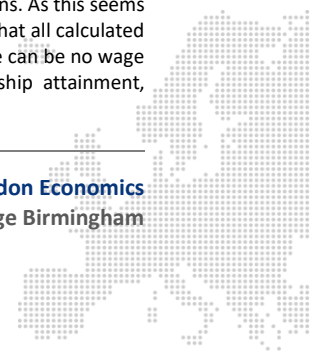 ns. As this seems
hat all calculated
e can be no wage
ship attainment,
don Economics
ge Birmingham